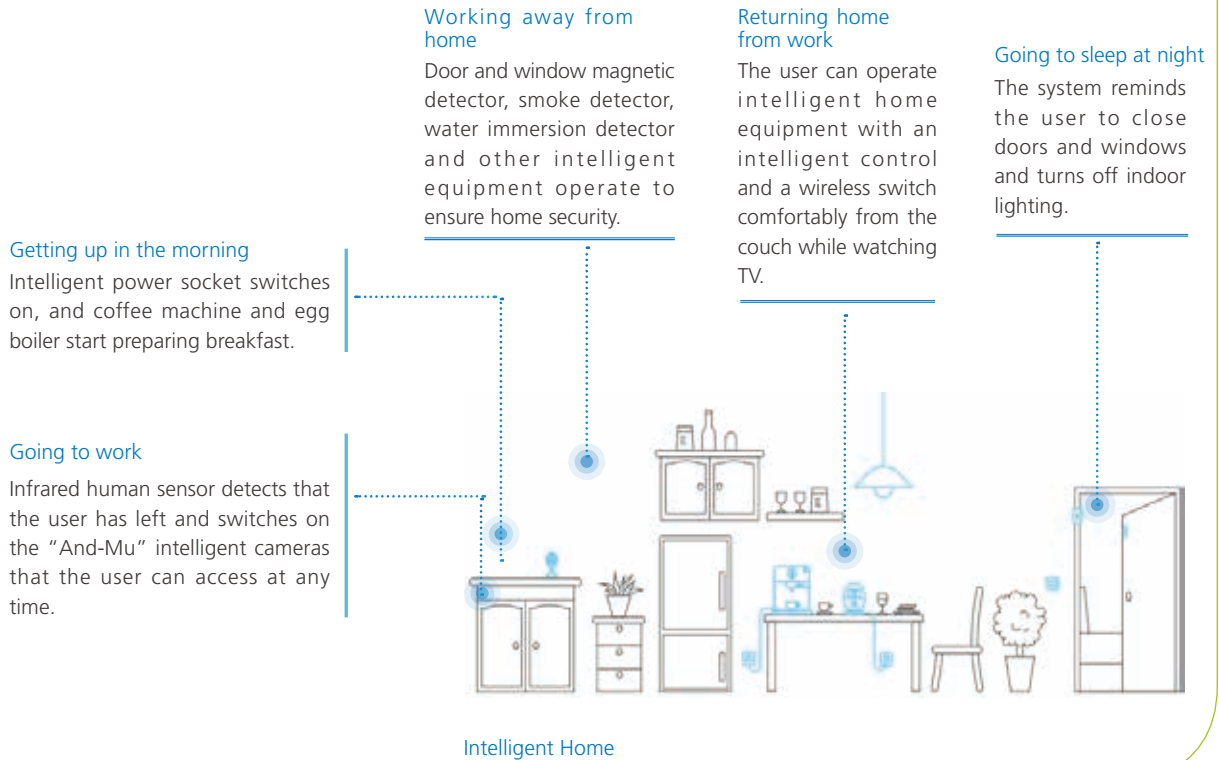 Working away from
home
Door and window magnetic
detector, smoke detector,
water immersion detector
and other intelligent
equipment operate to
ensure home security.
Returning home
from work
The user can operate
intelligent home
equipment with an
intelligent control
and a wireless switch
comfortably from the
couch while watching
TV.
Going to sleep at night
The system reminds
the user to close
doors and windows
and turns off indoor
lighting.
Getting up in the morning
Intelligent power socket switches
on, and coffee machine and egg
boiler start preparing breakfast.
Going to work
Infrared human sensor detects that
the user has left and switches on
the “And-Mu” intelligent cameras
that the user can access at any
time.
Intelligent Home